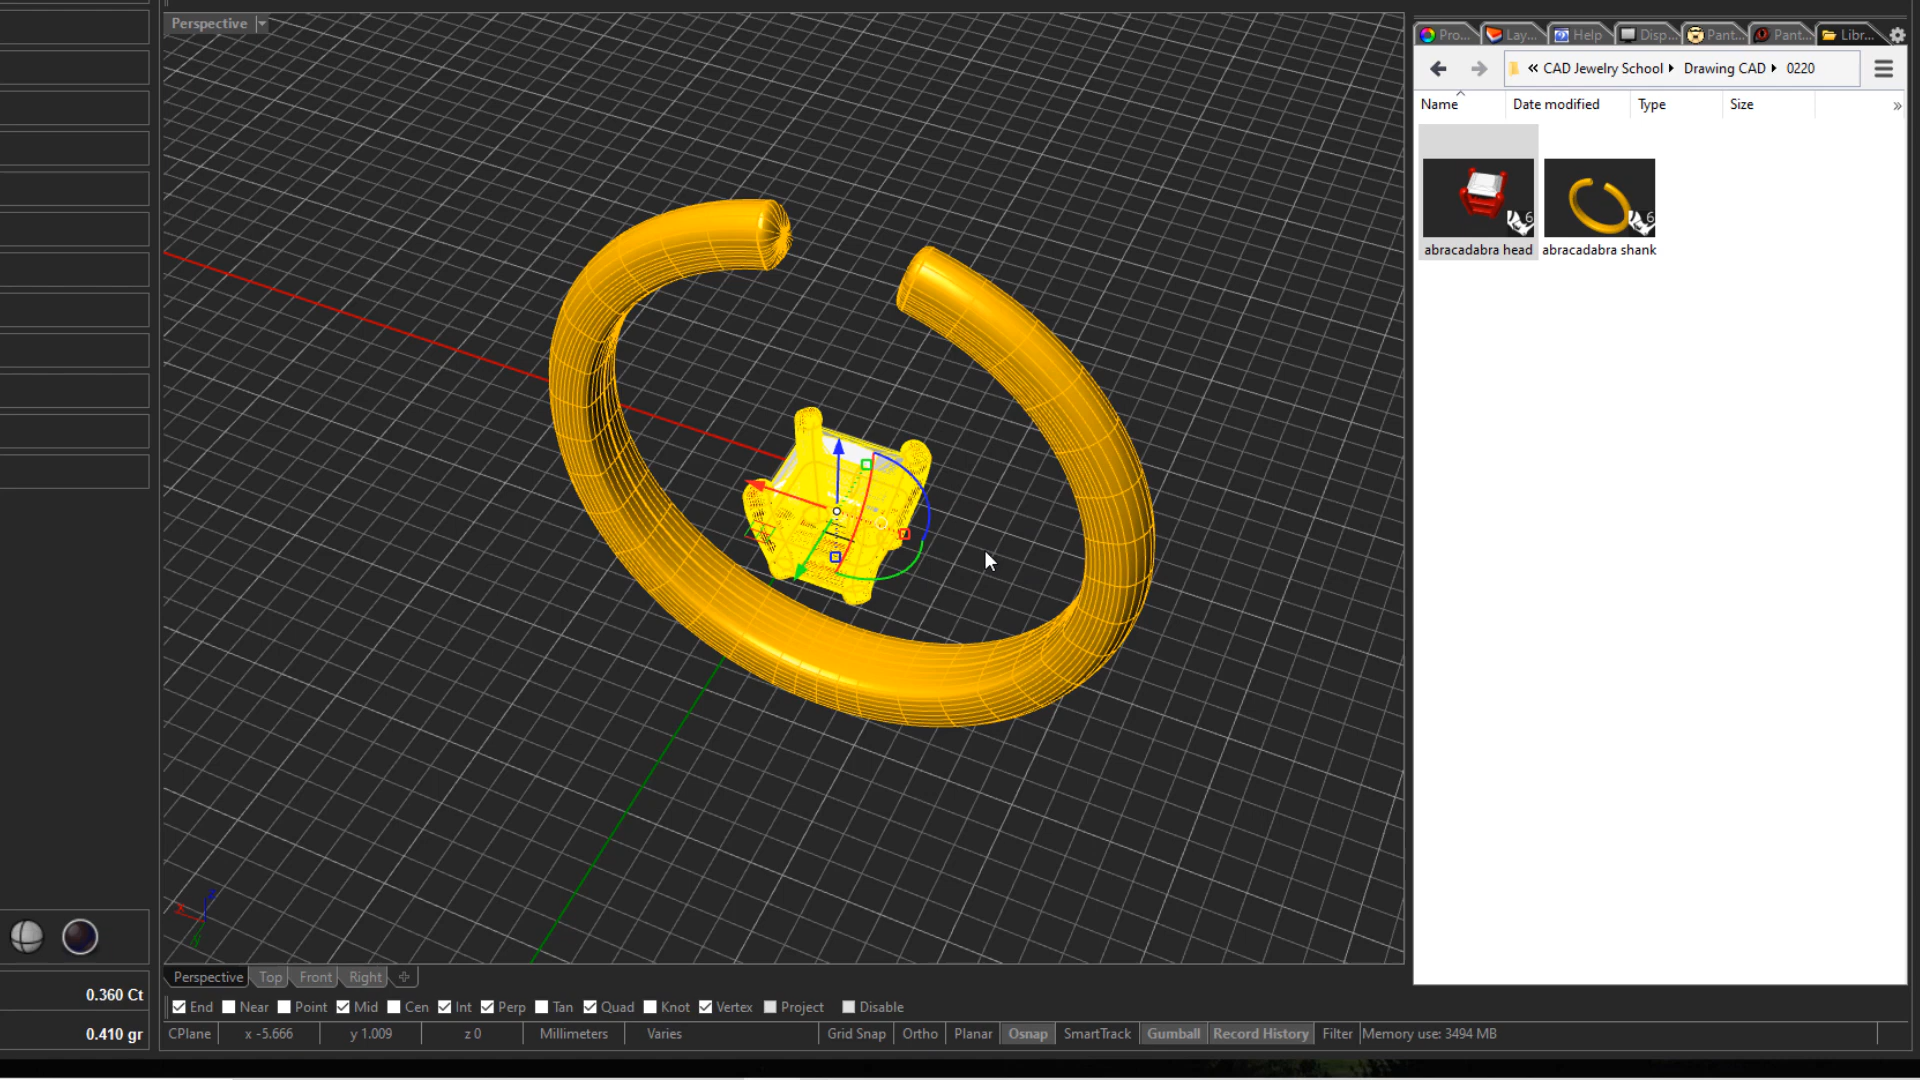 Perspective
Pro... Lay... Help Disp... Pant... Pant... Libr...
« CAD Jewelry School Drawing CAD 0220
Name Date modified Type Size »
6 6
abracadabra head abracadabra shank
0.360 Ct
0.410 gr
Perspective Top Front Right
End Near Point Mid Cen Int Perp Tan Quad Knot Vertex Project Disable
CPlane x -5.666 y 1.009 z 0 Millimeters Varies Grid Snap Ortho Planar Osnap SmartTrack Gumball Record History Filter Memory use: 3494 MB